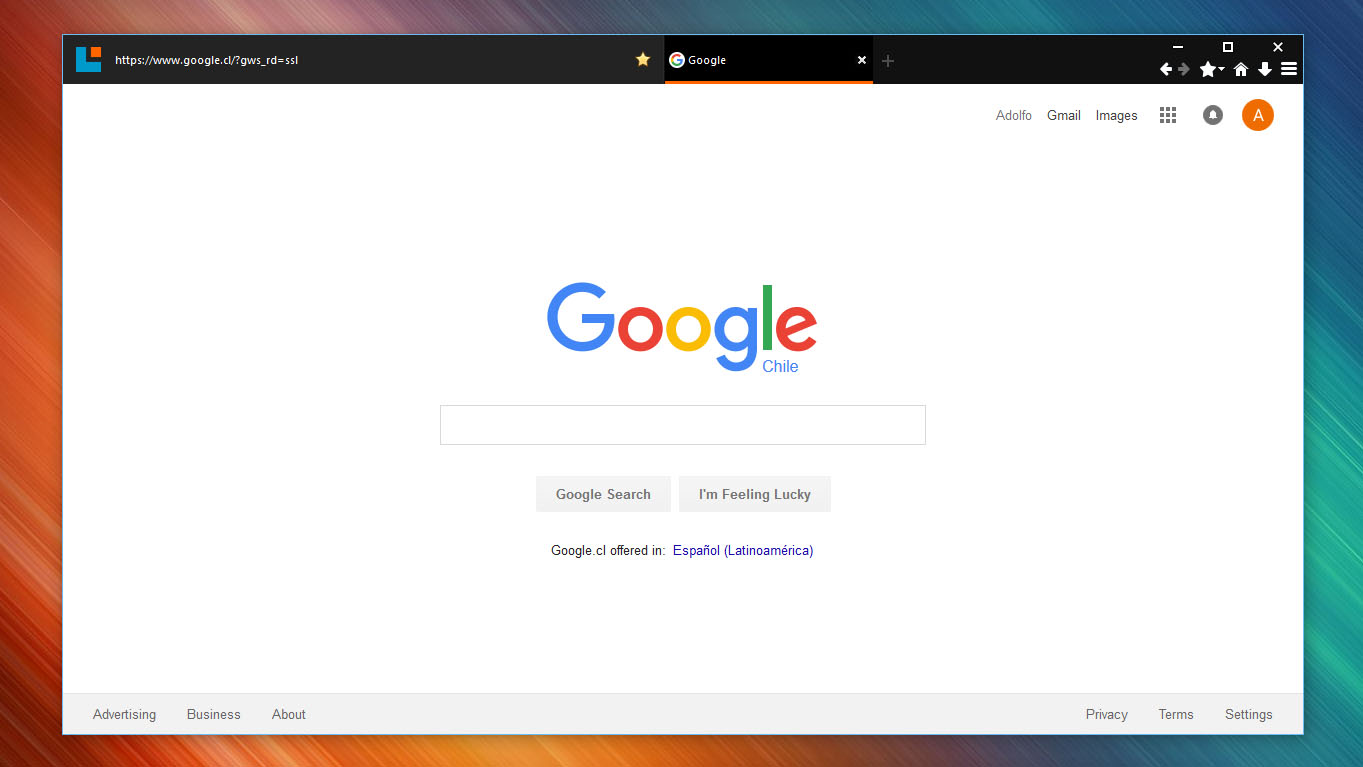 https://www.google.cl/?gws_rd=ssl
Google
Adolfo Gmail Images
A
Google
Chile
Google Search
I'm Feeling Lucky
Google.cl offered in: Español (Latinoamérica)
Advertising Business About
Privacy Terms Settings